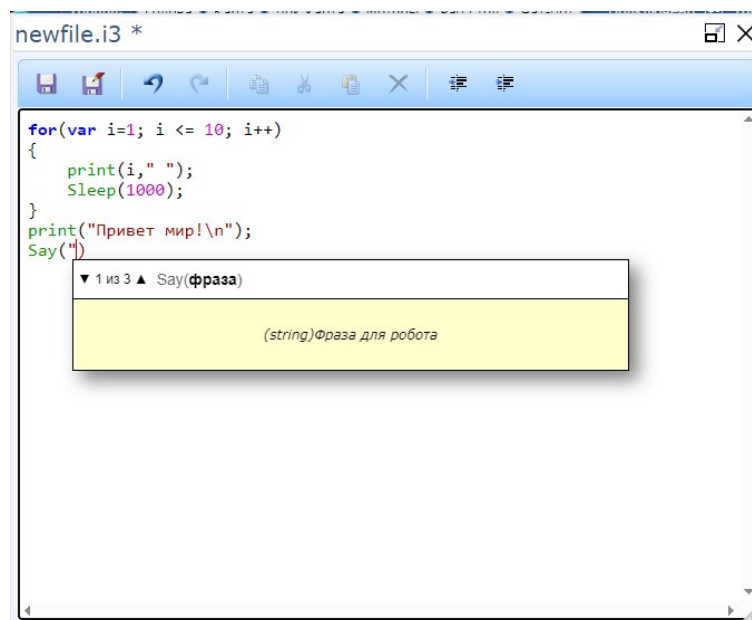 newfile.i3 *
for(var i=1; i <= 10; i++)
{
    print(i," ");
    Sleep(1000);
}
print("Привет мир!\n");
Say(")
▼ 1 из 3 ▲ Say(фраза)
(string)Фраза для робота